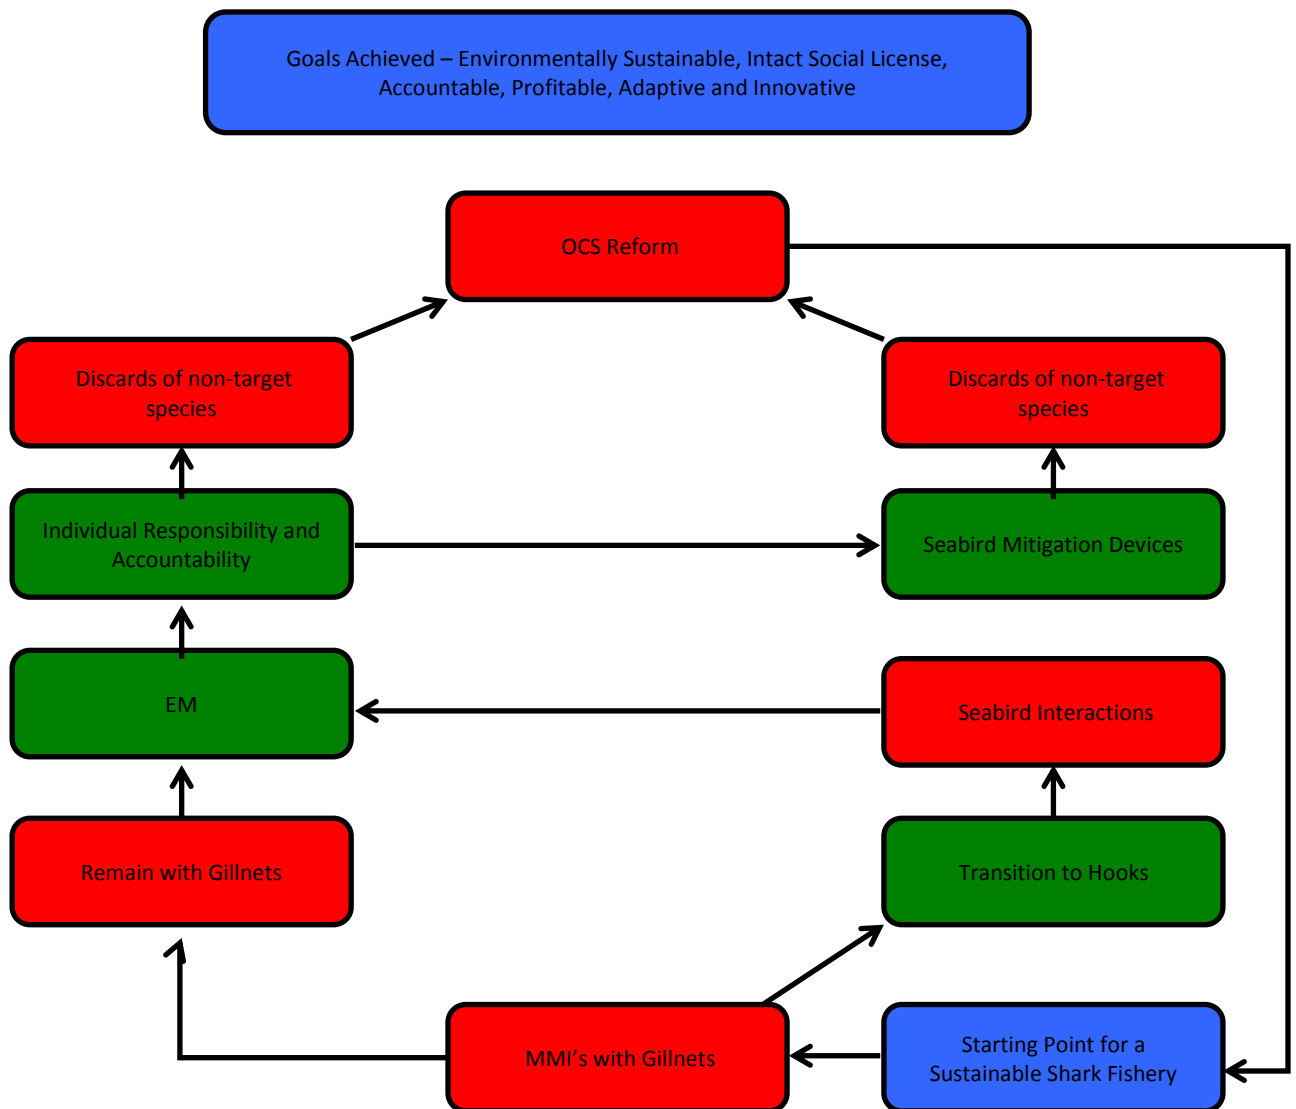 Goals Achieved – Environmentally Sustainable, Intact Social License,
Accountable, Profitable, Adaptive and Innovative
OCS Reform
Discards of non-target
species
Discards of non-target
species
Individual Responsibility and
Accountability
Seabird Mitigation Devices
EM
Seabird Interactions
Remain with Gillnets
Transition to Hooks
MMI's with Gillnets
Starting Point for a
Sustainable Shark Fishery